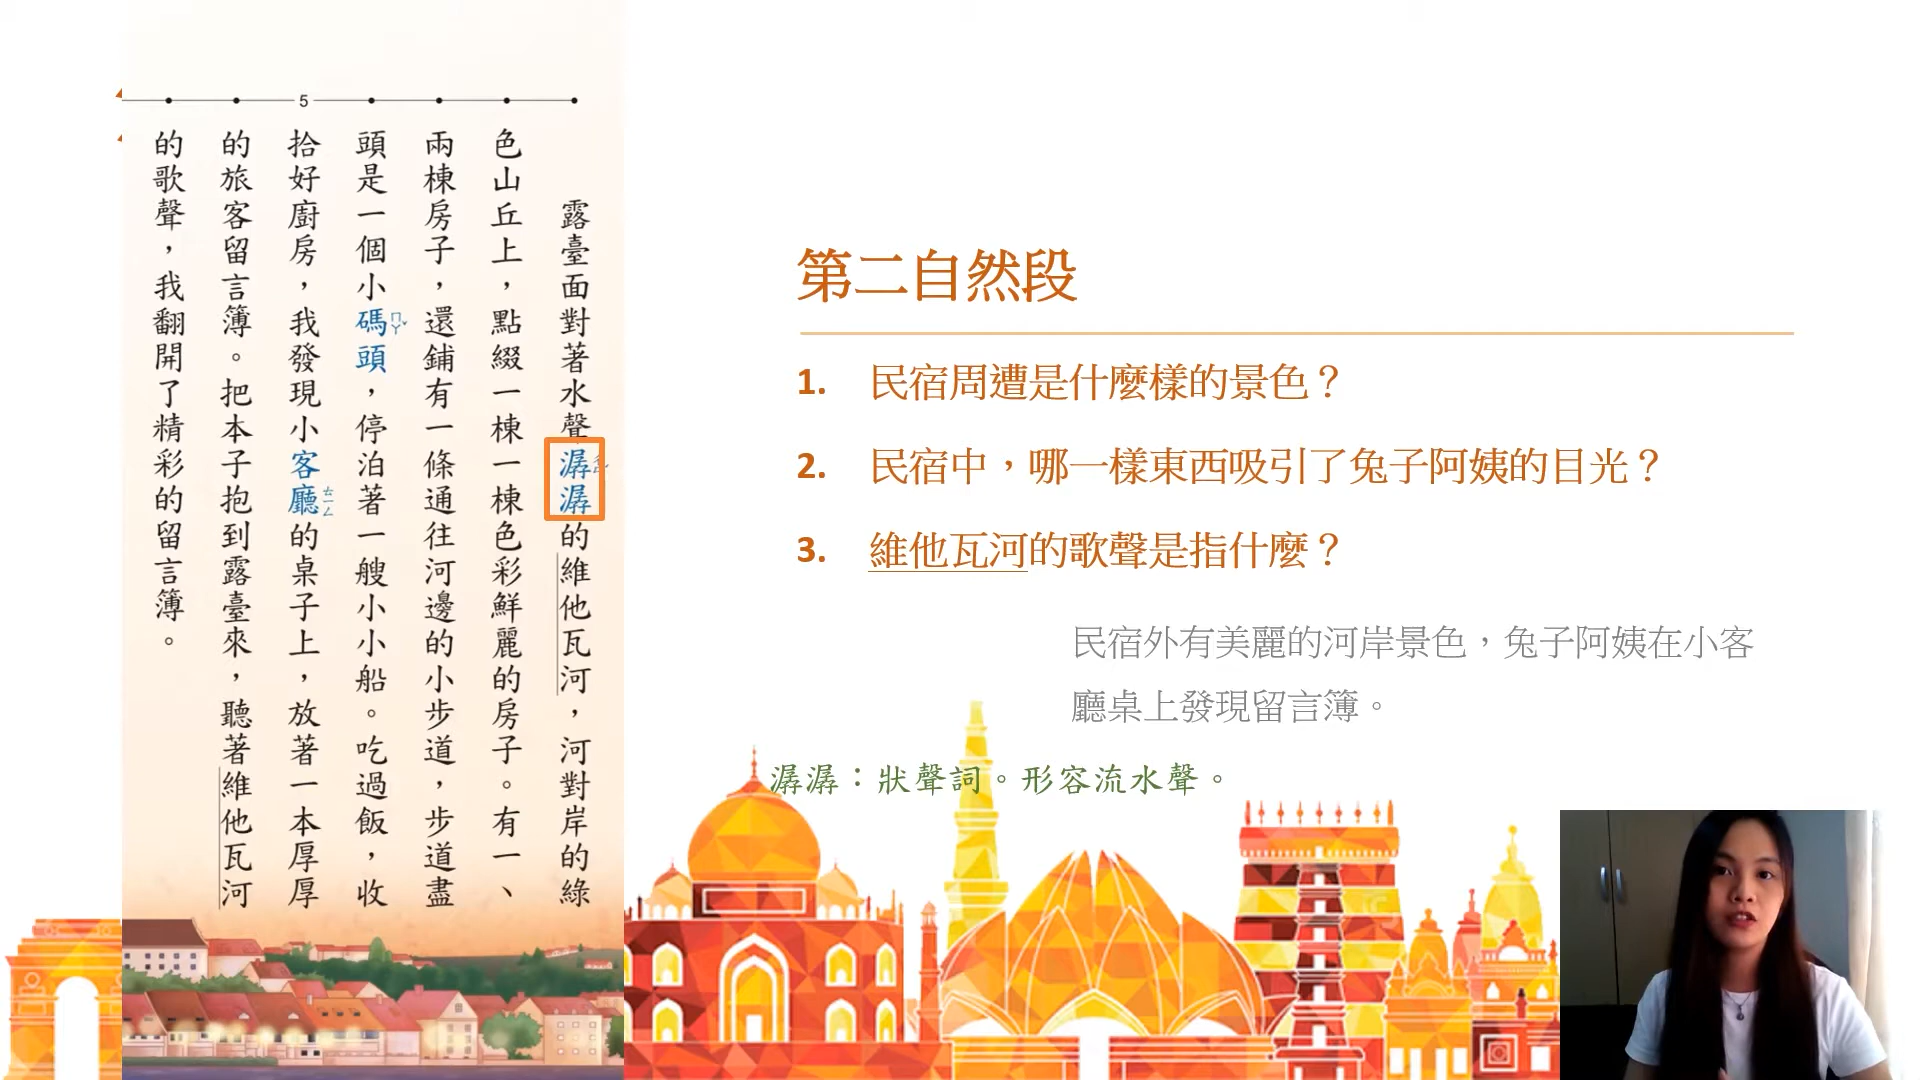 5
露臺面對著水聲潺潺的維他瓦河，河對岸的綠
色山丘上，點綴一棟一棟色彩鮮麗的房子。有一、
兩棟房子，還鋪有一條通往河邊的小步道，步道盡
頭是一個小碼頭，停泊著一艘小小船。吃過飯，收
拾好廚房，我發現小客廳的桌子上，放著一本厚厚
的旅客留言簿。把本子抱到露臺來，聽著維他瓦河
的歌聲，我翻開了精彩的留言簿。
ㄇㄚˇ
ㄊㄧㄥ
第二自然段
1. 民宿周遭是什麼樣的景色？
2. 民宿中，哪一樣東西吸引了兔子阿姨的目光？
3. 維他瓦河的歌聲是指什麼？
民宿外有美麗的河岸景色，兔子阿姨在小客
廳桌上發現留言簿。
潺潺：狀聲詞。形容流水聲。